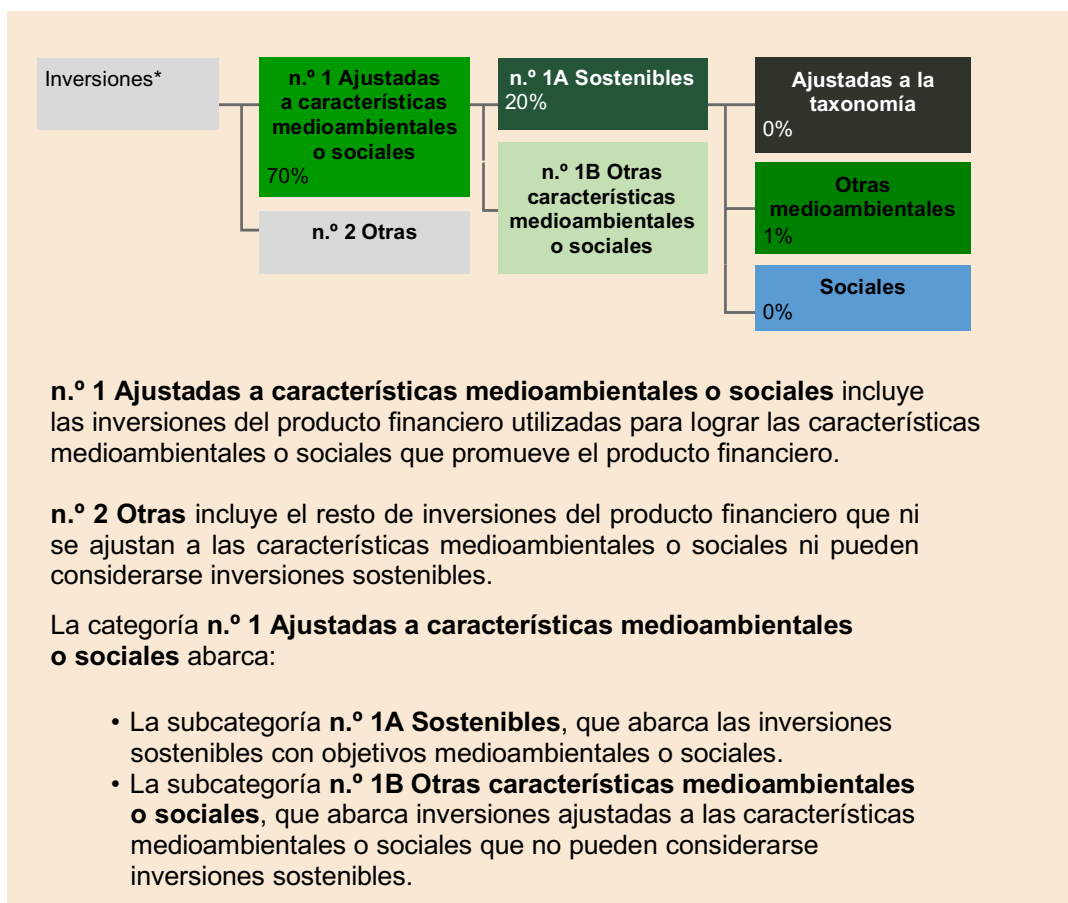 Inversiones*
n.º 1 Ajustadas
a características
medioambientales
o sociales
70%
n.º 2 Otras
n.º 1A Sostenibles
20%
n.º 1B Otras
características
medioambientales
o sociales
Ajustadas a la
taxonomía
0%
Otras
medioambientales
1%
Sociales
0%
n.º 1 Ajustadas a características medioambientales o sociales incluye
las inversiones del producto financiero utilizadas para lograr las características
medioambientales o sociales que promueve el producto financiero.
n.º 2 Otras incluye el resto de inversiones del producto financiero que ni
se ajustan a las características medioambientales o sociales ni pueden
considerarse inversiones sostenibles.
La categoría n.º 1 Ajustadas a características medioambientales
o sociales abarca:
• La subcategoría n.º 1A Sostenibles, que abarca las inversiones
sostenibles con objetivos medioambientales o sociales.
• La subcategoría n.º 1B Otras características medioambientales
o sociales, que abarca inversiones ajustadas a las características
medioambientales o sociales que no pueden considerarse
inversiones sostenibles.